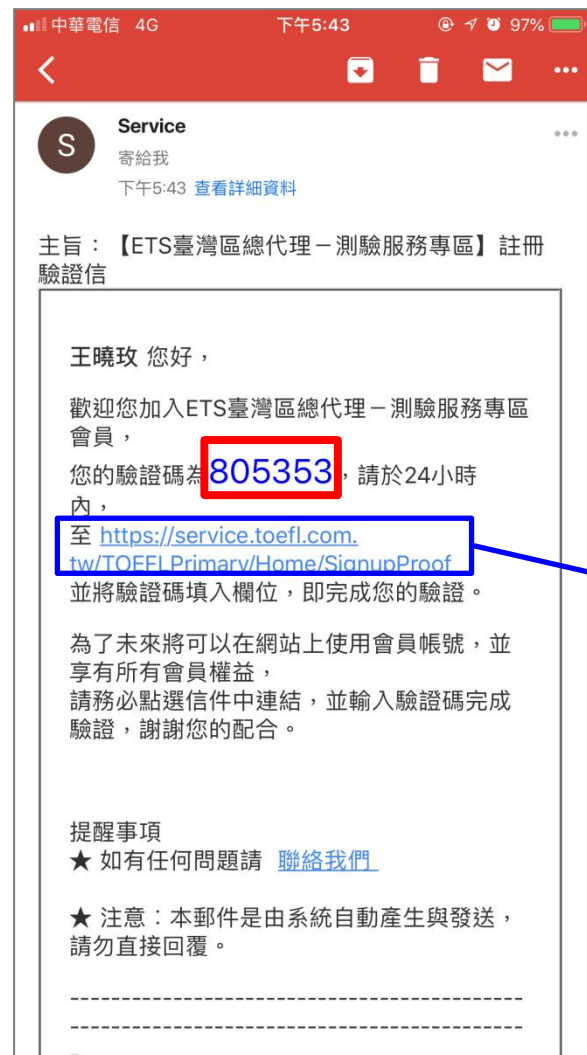 中華電信 4G 下午5:43 97%
S Service
寄給我
下午5:43 查看詳細資料
主旨：【ETS臺灣區總代理－測驗服務專區】註冊
驗證信
王曉玫 您好，
歡迎您加入ETS臺灣區總代理－測驗服務專區
會員，
您的驗證碼為805353，請於24小時
內，
至 https://service.toefl.com.
tw/TOEFLPrimary/Home/SignupProof
並將驗證碼填入欄位，即完成您的驗證。
為了未來將可以在網站上使用會員帳號，並
享有所有會員權益，
請務必點選信件中連結，並輸入驗證碼完成
驗證，謝謝您的配合。
提醒事項
★ 如有任何問題請 聯絡我們
★ 注意：本郵件是由系統自動產生與發送，
請勿直接回覆。
--------------------------------------------
--------------------------------------------